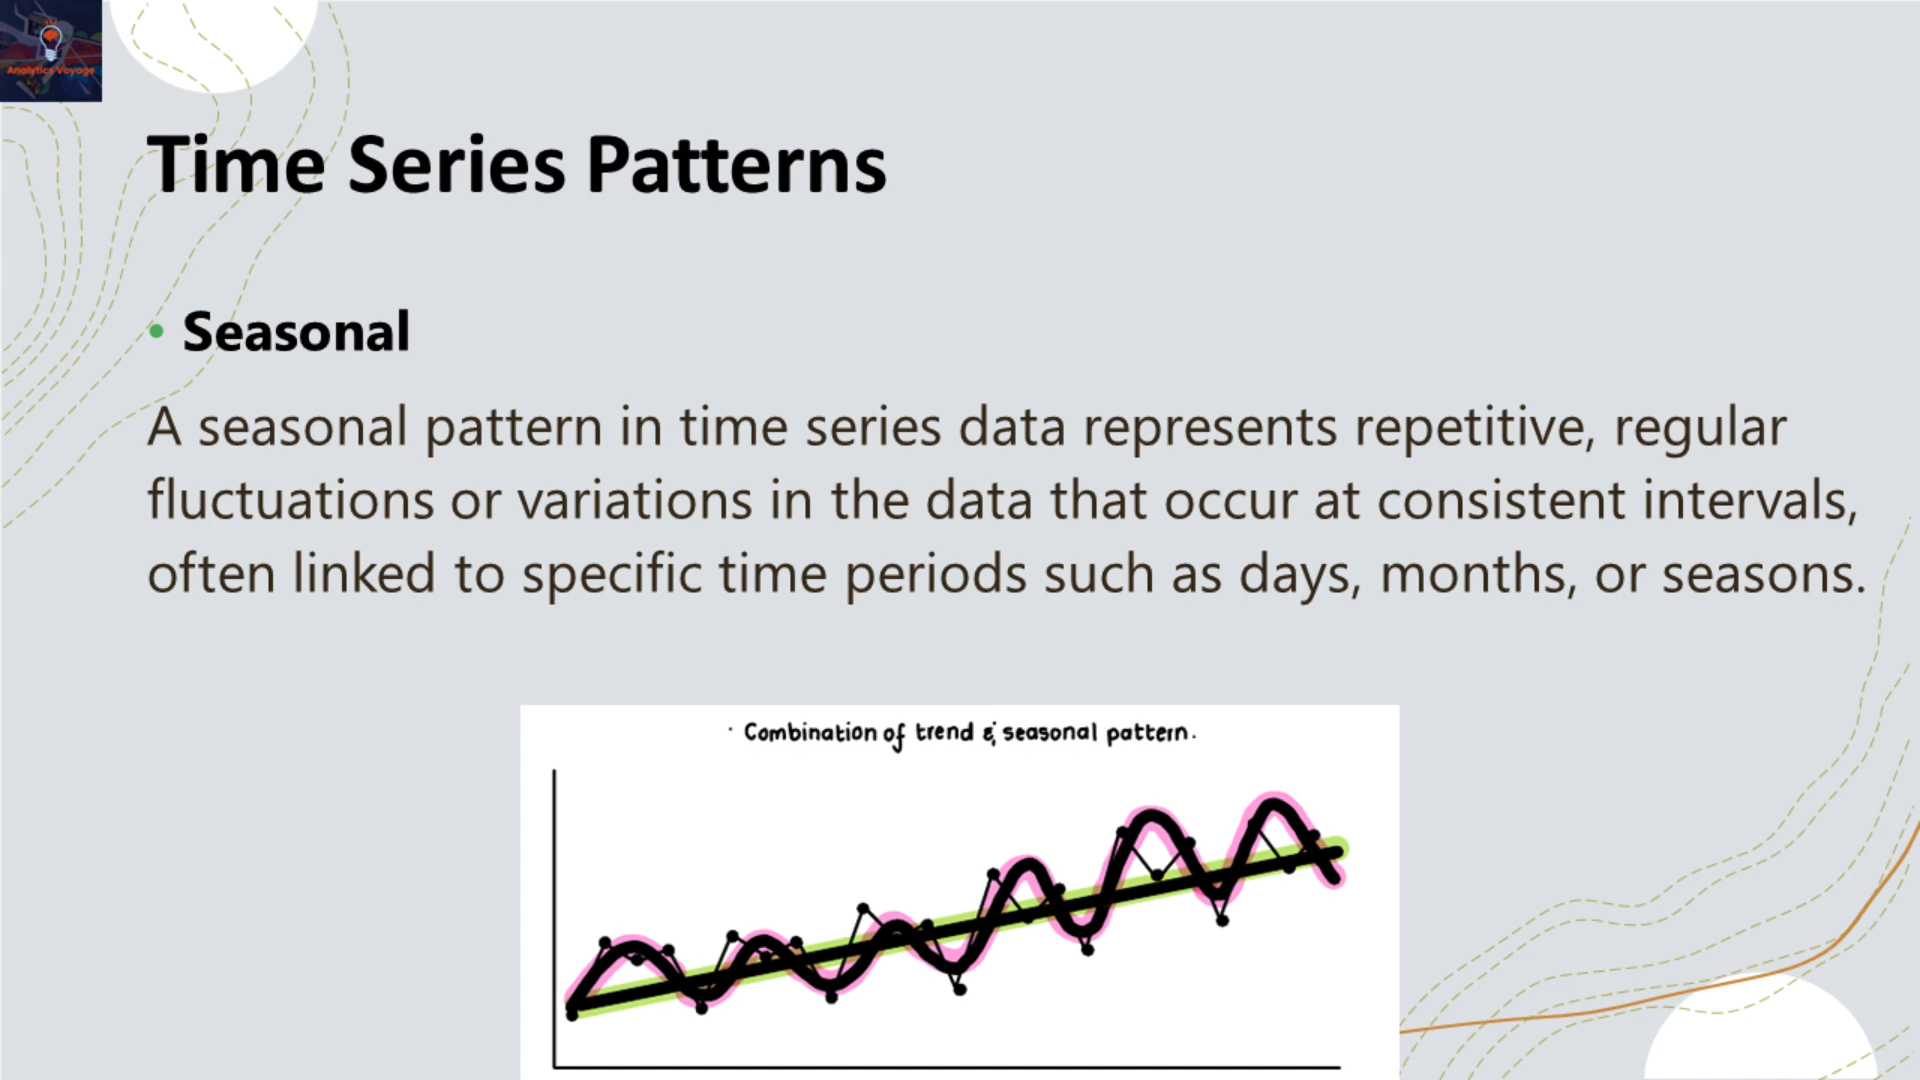 Analytics Voyage
Time Series Patterns
• Seasonal
A seasonal pattern in time series data represents repetitive, regular
fluctuations or variations in the data that occur at consistent intervals,
often linked to specific time periods such as days, months, or seasons.
· Combination of trend & seasonal pattern.